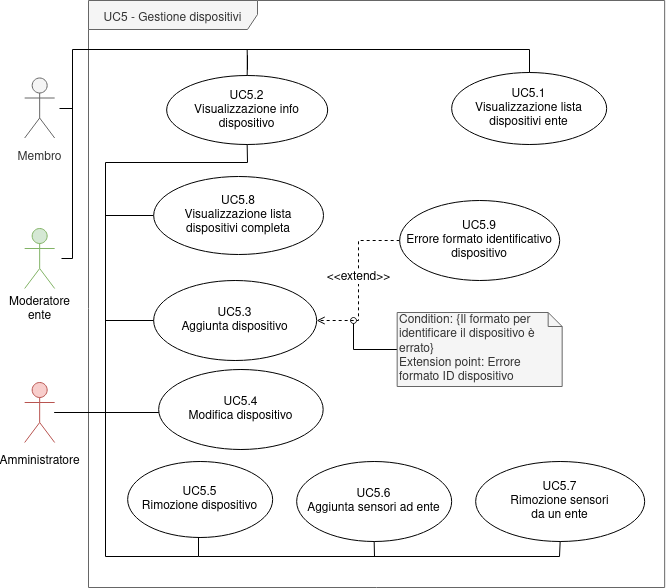 UC5 - Gestione dispositivi
UC5.2
Visualizzazione info
dispositivo
UC5.1
Visualizzazione lista
dispositivi ente
Membro
UC5.8
Visualizzazione lista
dispositivi completa
UC5.9
Errore formato identificativo
dispositivo
<<extend>>
Moderatore
ente
UC5.3
Aggiunta dispositivo
Condition: {Il formato per
identificare il dispositivo è
errato}
Extension point: Errore
formato ID dispositivo
UC5.4
Modifica dispositivo
Amministratore
UC5.5
Rimozione dispositivo
UC5.6
Aggiunta sensori ad ente
UC5.7
Rimozione sensori
da un ente